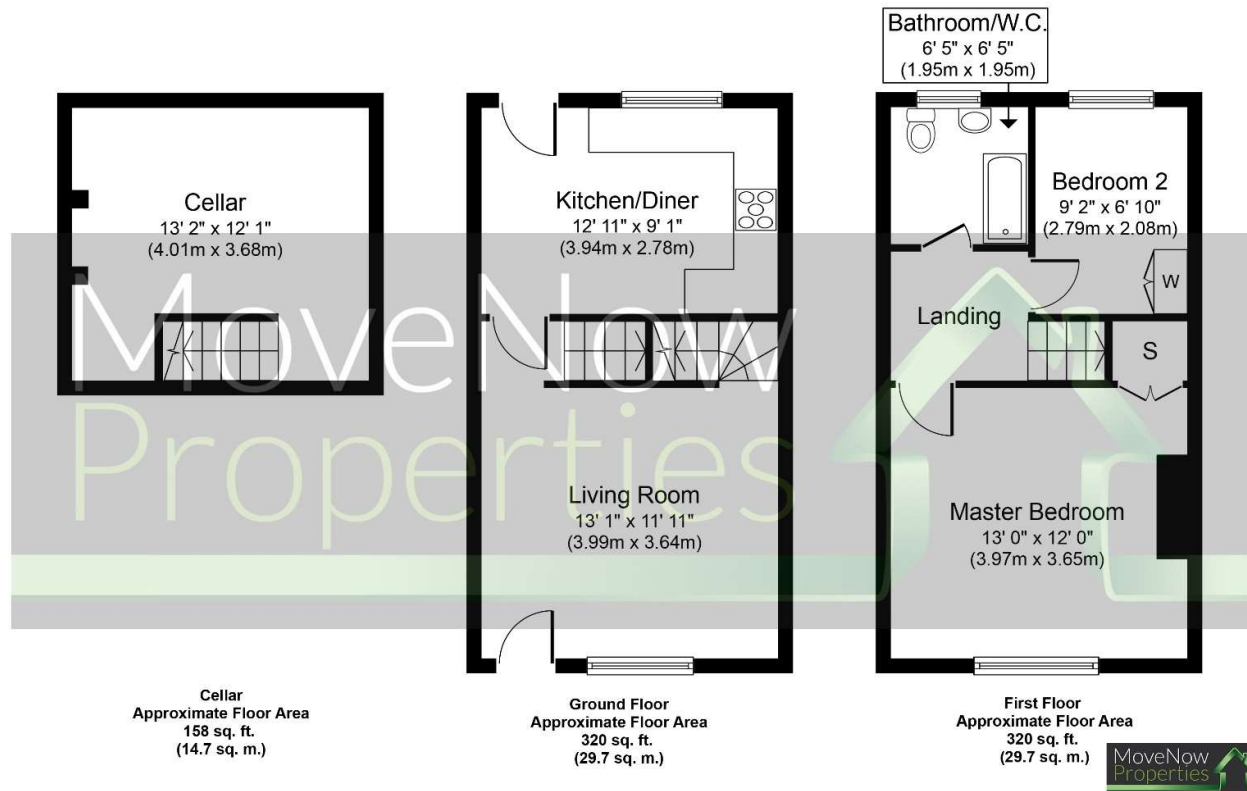 Bathroom/W.C.
6' 5" x 6' 5"
(1.95m x 1.95m)
Cellar
13' 2" x 12' 1"
(4.01m x 3.68m)
Kitchen/Diner
12' 11" x 9' 1"
(3.94m x 2.78m)
Bedroom 2
9' 2" x 6' 10"
(2.79m x 2.08m)
W
Landing
S
MoveNow
Properties
Living Room
13' 1" x 11' 11"
(3.99m x 3.64m)
Master Bedroom
13' 0" x 12' 0"
(3.97m x 3.65m)
Cellar
Approximate Floor Area
158 sq. ft.
(14.7 sq. m.)
Ground Floor
Approximate Floor Area
320 sq. ft.
(29.7 sq. m.)
First Floor
Approximate Floor Area
320 sq. ft.
(29.7 sq. m.)
MoveNow
Properties